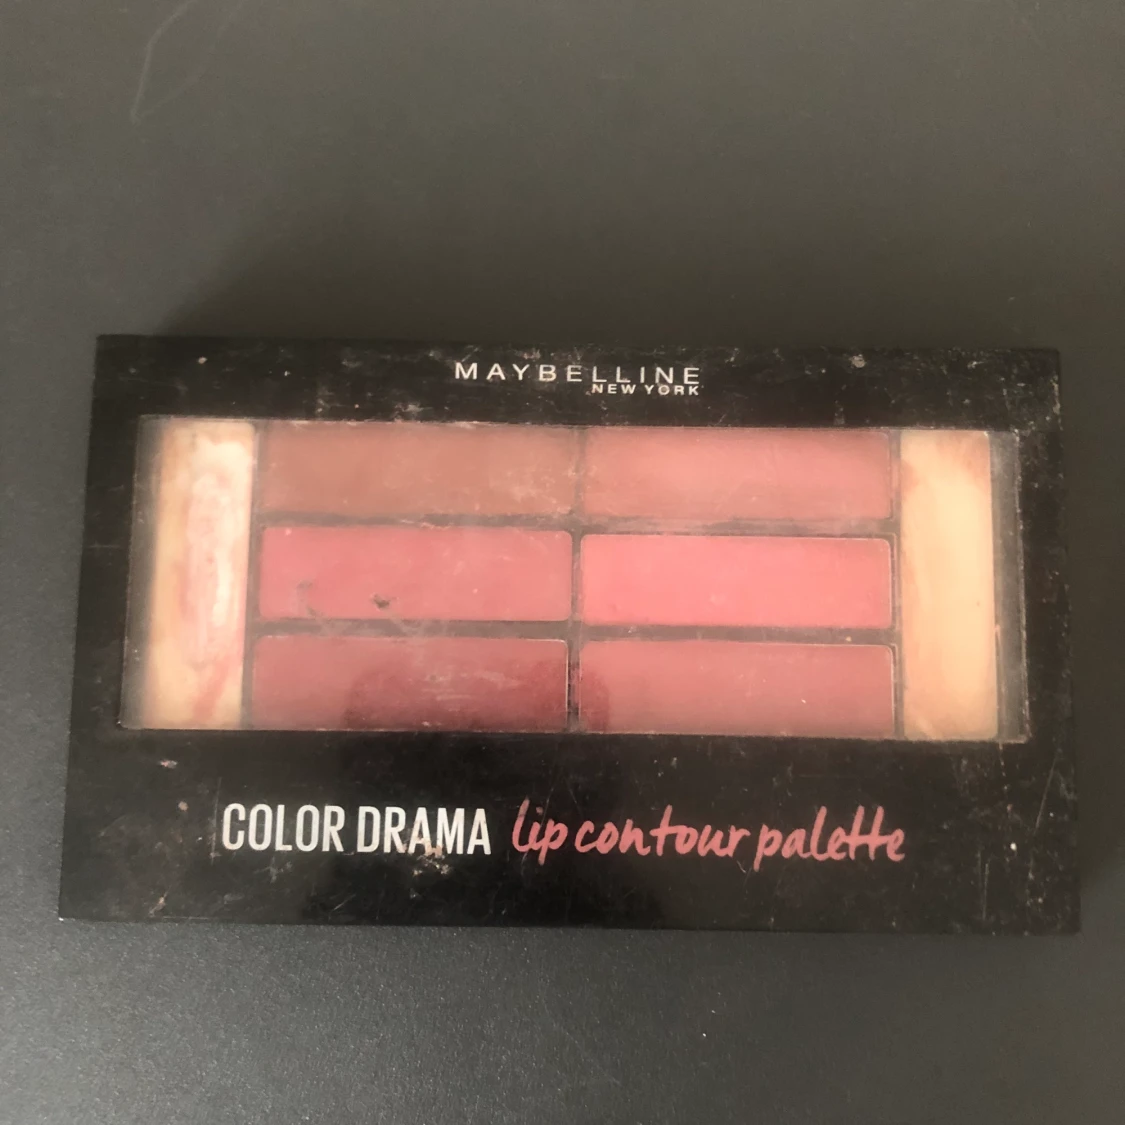 MAYBELLINE
NEW YORK
COLOR DRAMA lip contour palette